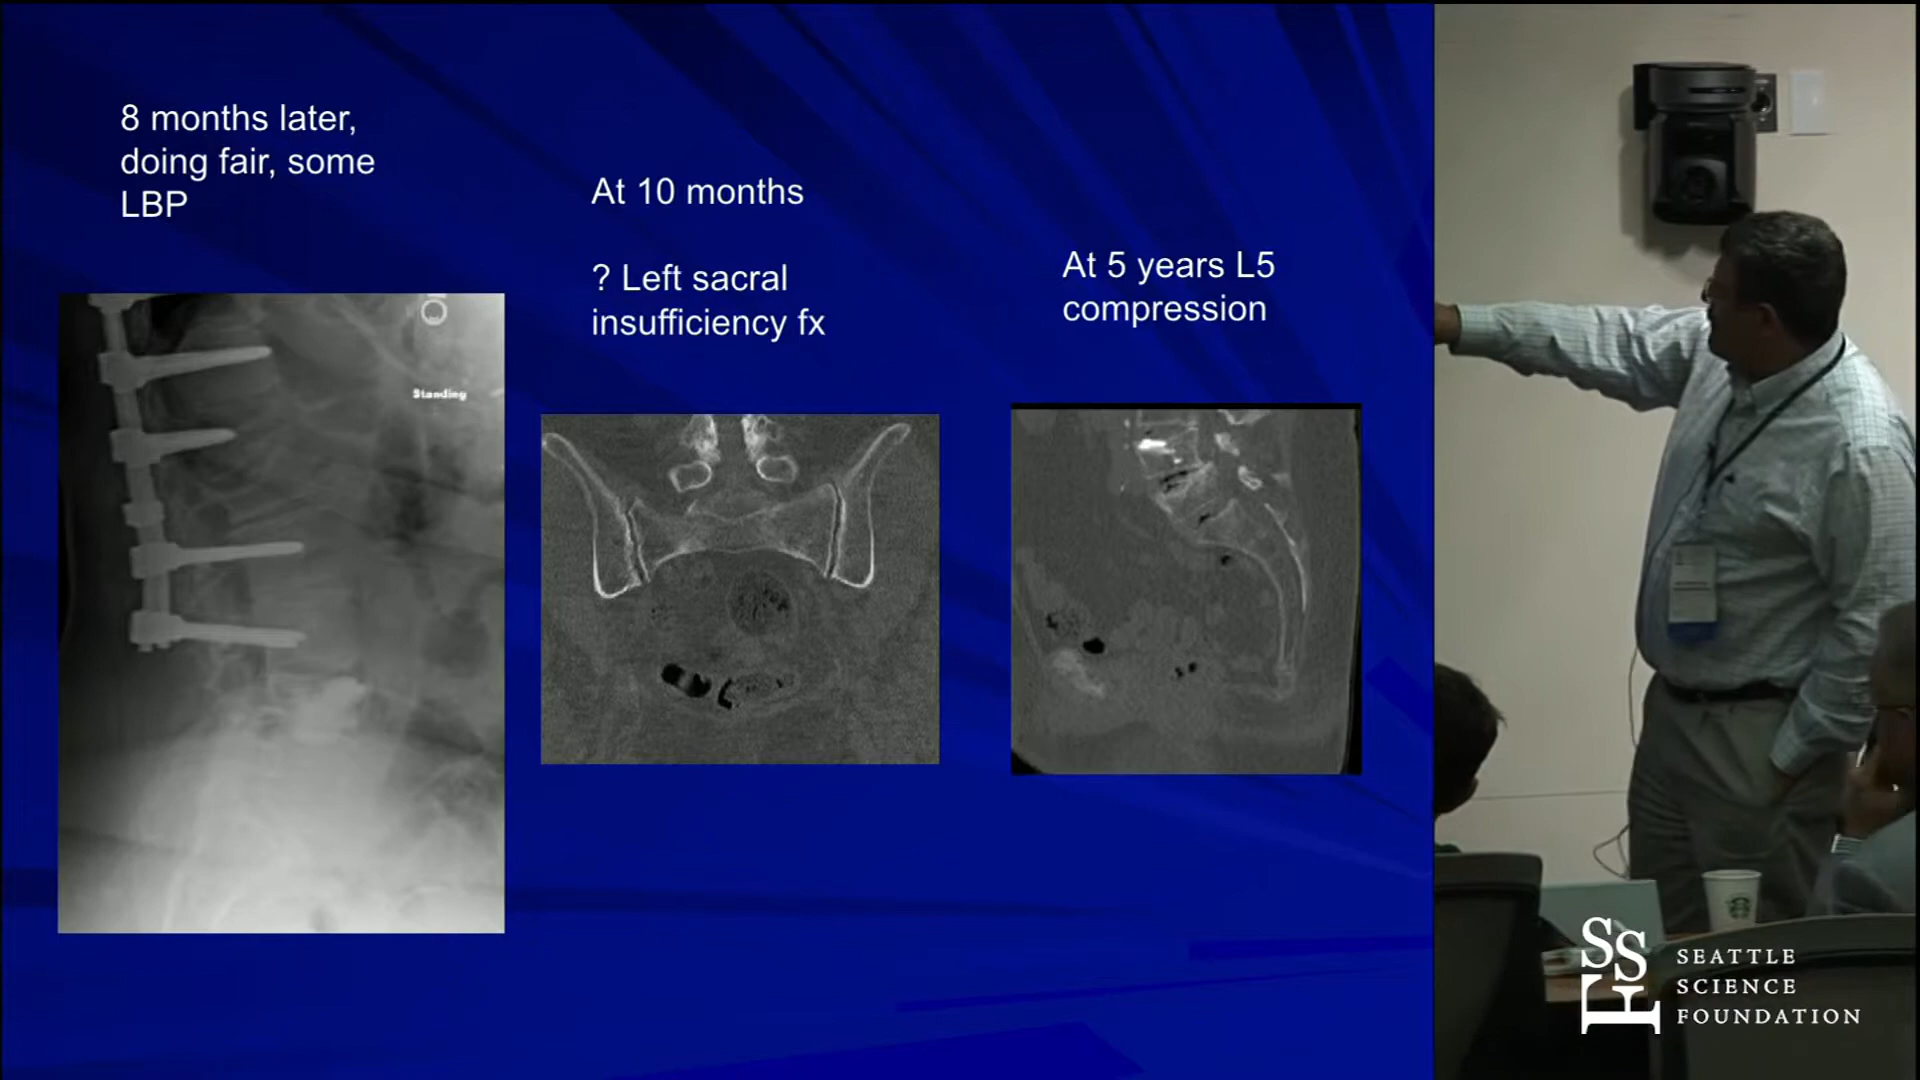 8 months later,
doing fair, some
LBP
At 10 months
? Left sacral
insufficiency fx
At 5 years L5
compression
Standing
SSF
SEATTLE
SCIENCE
FOUNDATION